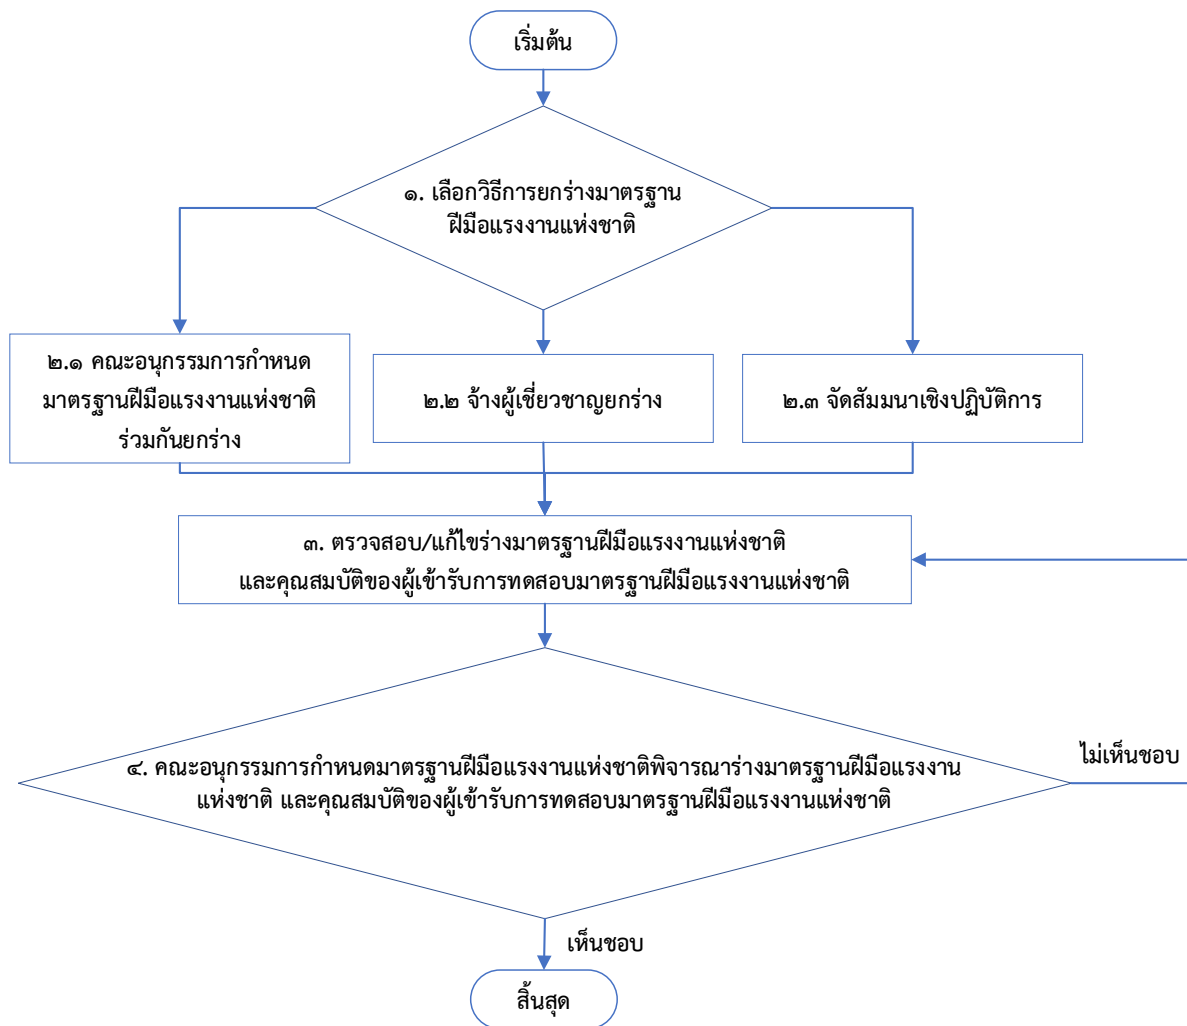 เริ่มต้น
๑. เลือกวิธีการยกร่างมาตรฐาน
ฝีมือแรงงานแห่งชาติ
๒.๑ คณะอนุกรรมการกำหนด
มาตรฐานฝีมือแรงงานแห่งชาติ
ร่วมกันยกร่าง
๒.๒ จ้างผู้เชี่ยวชาญยกร่าง
๒.๓ จัดสัมมนาเชิงปฏิบัติการ
๓. ตรวจสอบ/แก้ไขร่างมาตรฐานฝีมือแรงงานแห่งชาติ
และคุณสมบัติของผู้เข้ารับการทดสอบมาตรฐานฝีมือแรงงานแห่งชาติ
๔. คณะอนุกรรมการกำหนดมาตรฐานฝีมือแรงงานแห่งชาติพิจารณาร่างมาตรฐานฝีมือแรงงาน
แห่งชาติ และคุณสมบัติของผู้เข้ารับการทดสอบมาตรฐานฝีมือแรงงานแห่งชาติ
ไม่เห็นชอบ
เห็นชอบ
สิ้นสุด